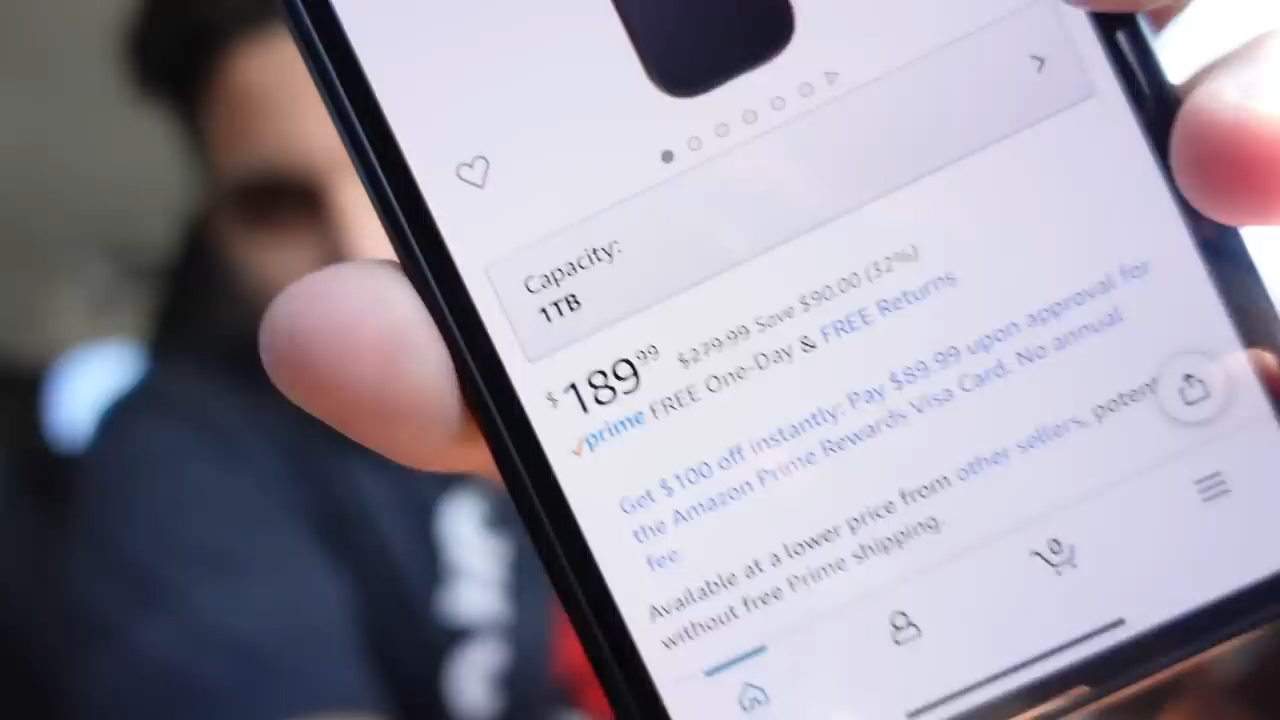 Capacity:
1TB
$189.99 $279.99 Save $90.00 (32%)
prime FREE One-Day & FREE Returns
Get $100 off instantly: Pay $89.99 upon approval for
the Amazon Prime Rewards Visa Card. No annual
fee.
Available at a lower price from other sellers, potent
without free Prime shipping.
0